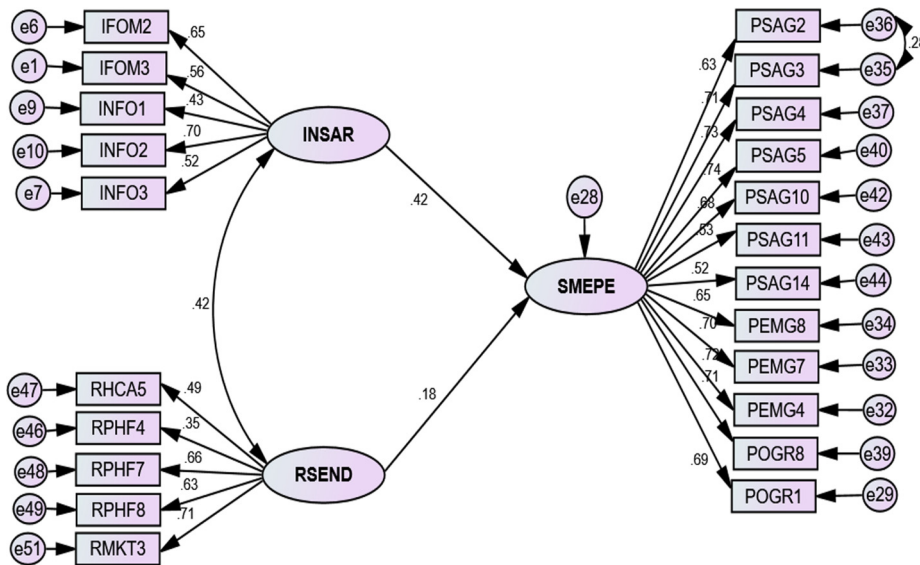 e6 IFOM2 .65
e1 IFOM3 .56
e9 INFO1 .43
e10 INFO2 .70
e7 INFO3 .52
INSAR
.42
.42
e47 RHCA5 .49
e46 RPHF4 .35
e48 RPHF7 .66
e49 RPHF8 .63
e51 RMKT3 .71
RSEND
.18
e28
SMEPE
.63 PSAG2 e36
.28
.71 PSAG3 e35
.73 PSAG4 e37
.74 PSAG5 e40
.68 PSAG10 e42
.53 PSAG11 e43
.52 PSAG14 e44
.65 PEMG8 e34
.70 PEMG7 e33
.72 PEMG4 e32
.71 POGR8 e39
.69 POGR1 e29